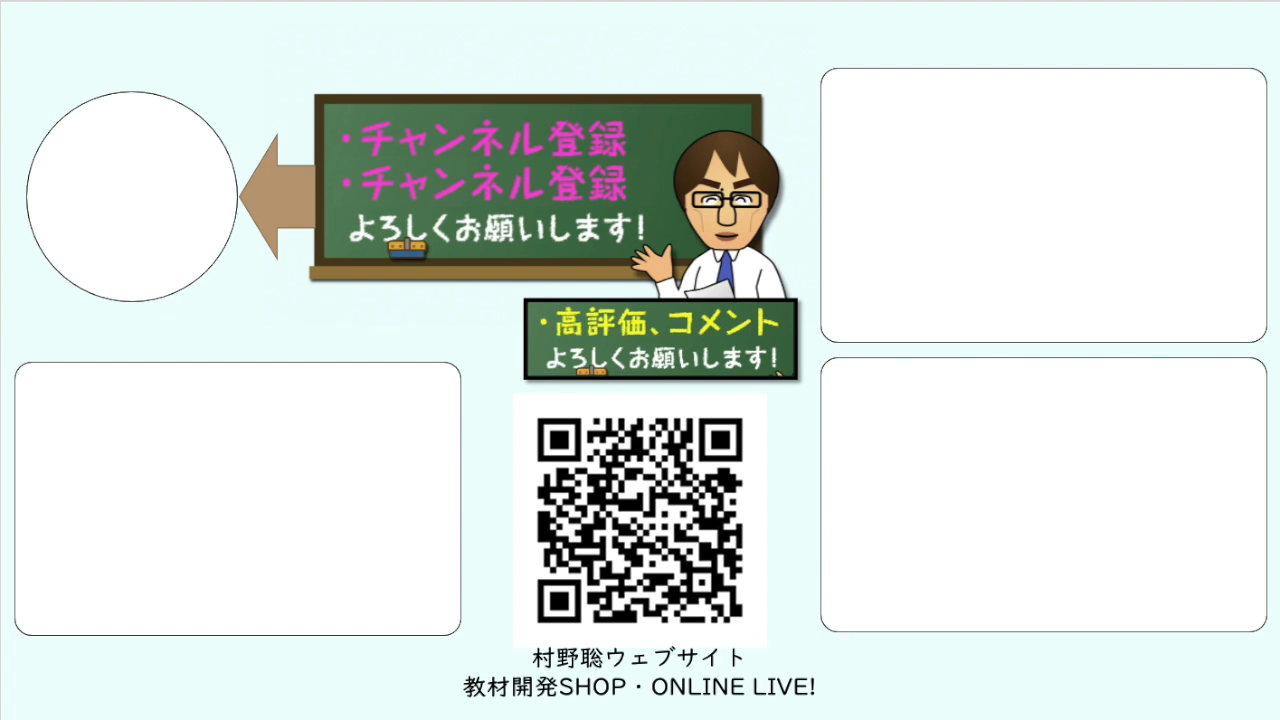 ・チャンネル登録
・チャンネル登録
よろしくお願いします!
・高評価、コメント
よろしくお願いします!
村野聡ウェブサイト
教材開発SHOP・ONLINE LIVE!